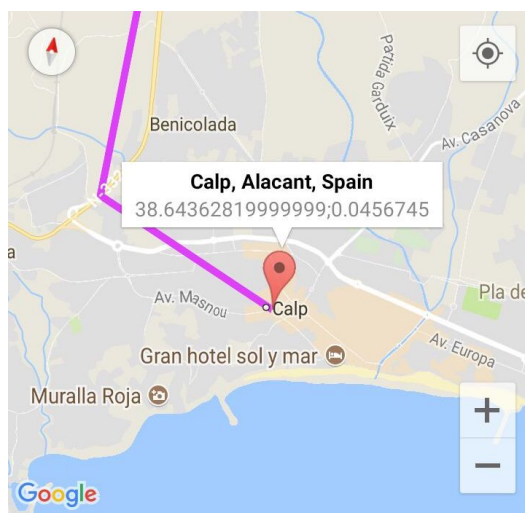 Partida
Garduix
Benicolada
Av. Casanova
Calp, Alacant, Spain
38.64362819999999;0.0456745
a
Av. Masnou
Calp
Pla de
Av. Europa
Gran hotel sol y mar
Muralla Roja
+
−
Google